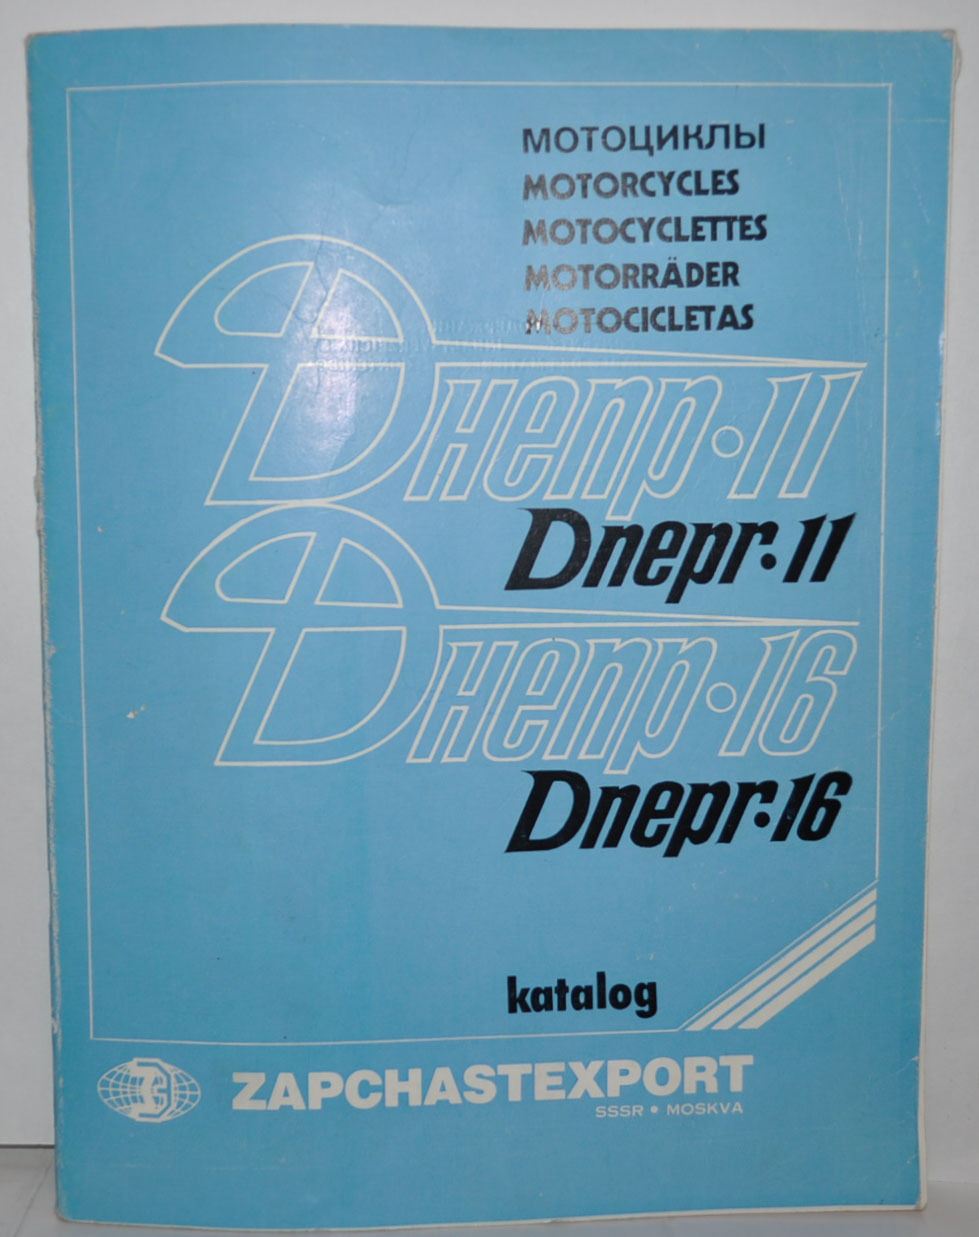 МОТОЦИКЛЫ
MOTORCYCLES
MOTOCYCLETTES
MOTORRÄDER
MOTOCICLETAS
Днепр·11
Dnepr·11
Днепр·16
Dnepr·16
katalog
ZAPCHASTEXPORT
SSSR • MOSKVA